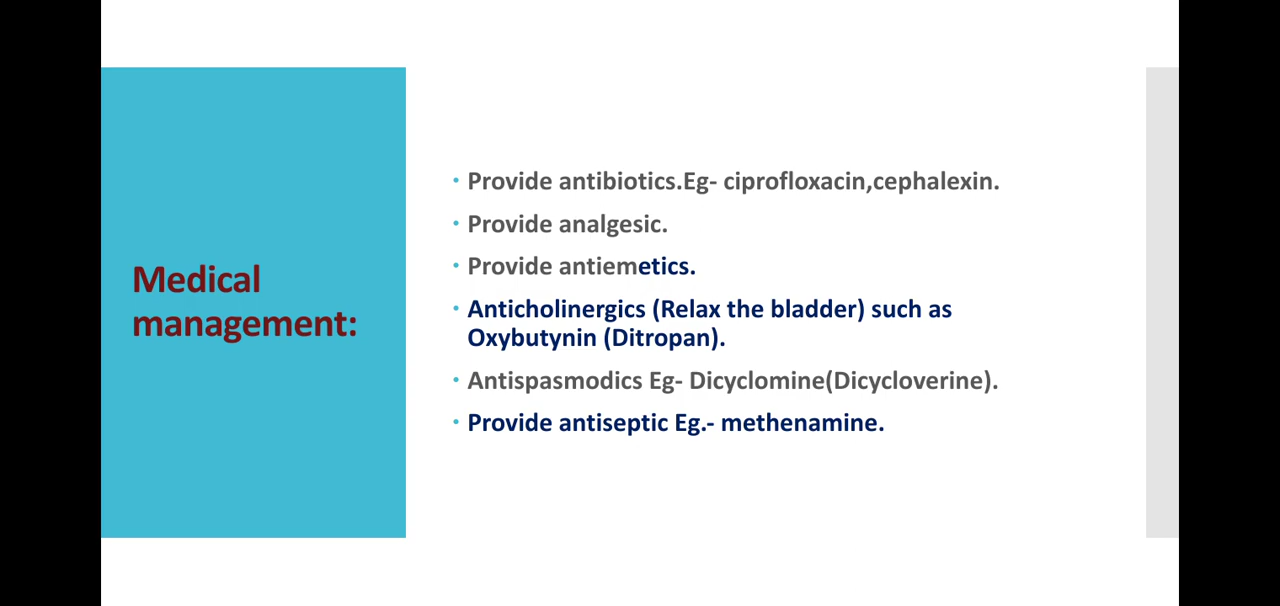 Medical
management:
• Provide antibiotics.Eg- ciprofloxacin,cephalexin.
• Provide analgesic.
• Provide antiemetics.
• Anticholinergics (Relax the bladder) such as
Oxybutynin (Ditropan).
• Antispasmodics Eg- Dicyclomine(Dicycloverine).
• Provide antiseptic Eg.- methenamine.